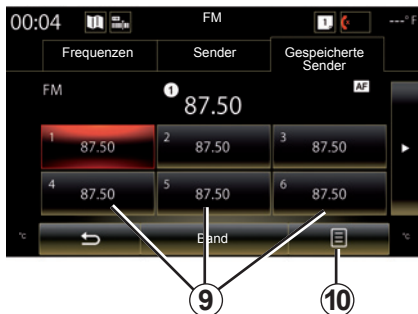 00:04 FM 1 ---°F
Frequenzen Sender Gespeicherte Sender
FM 1 87.50 AF
1 87.50 2 87.50 3 87.50
4 87.50 5 87.50 6 87.50
°C Band °C
9 10